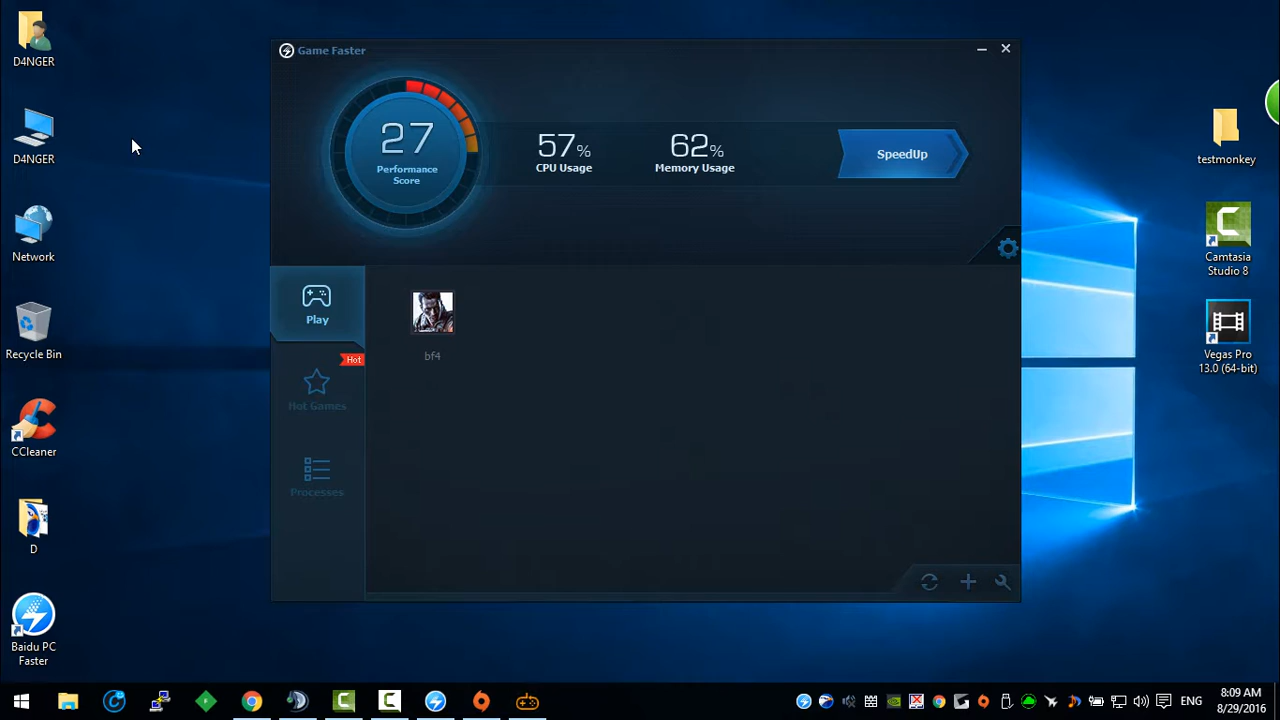 D4NGER
D4NGER
Network
Recycle Bin
CCleaner
D
Baidu PC
Faster
Game Faster
27
Performance
Score
57%
CPU Usage
62%
Memory Usage
SpeedUp
Play
Hot
Hot Games
Processes
bf4
testmonkey
Camtasia
Studio 8
Vegas Pro
13.0 (64-bit)
ENG
8:09 AM
8/29/2016